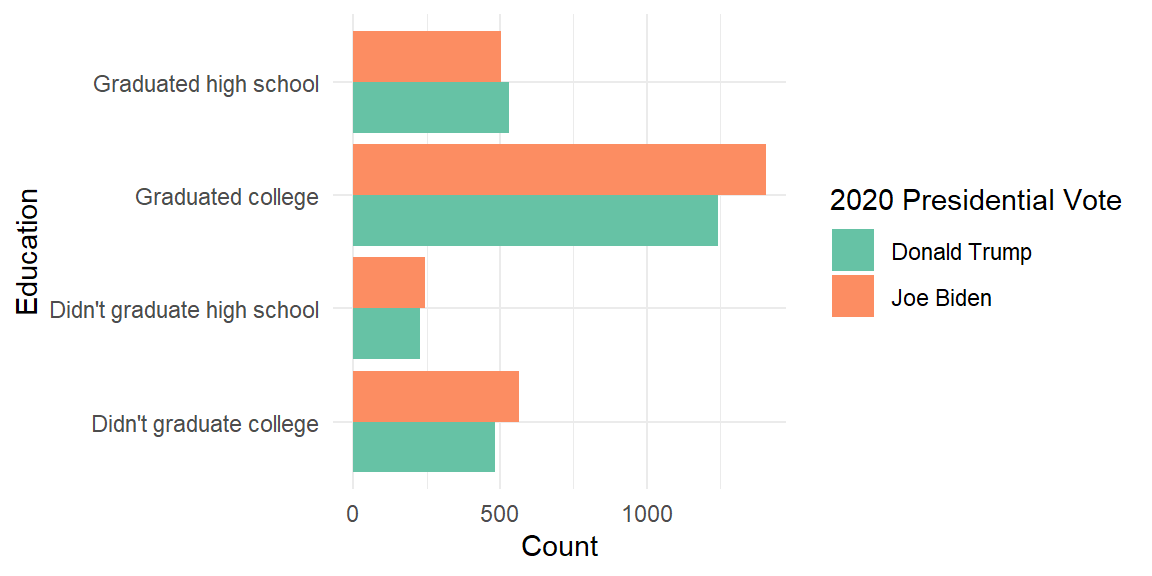 Graduated high school
Graduated college
Didn't graduate high school
Didn't graduate college
Education
0 500 1000
Count
2020 Presidential Vote
Donald Trump
Joe Biden